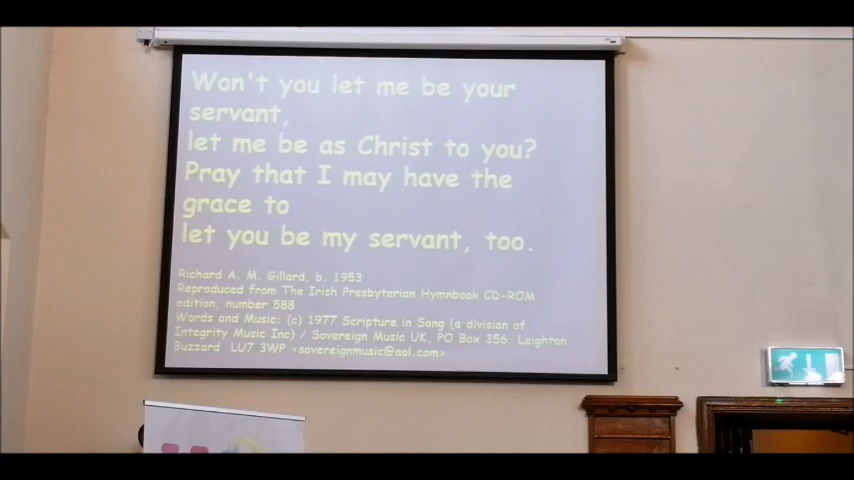 Won't you let me be your
servant,
let me be as Christ to you?
Pray that I may have the
grace to
let you be my servant, too.
Richard A. M. Gillard, b. 1953
Reproduced from The Irish Presbyterian Hymnbook CD-ROM
edition, number 588
Words and Music: (c) 1977 Scripture in Song (a division of
Integrity Music Inc) / Sovereign Music UK, PO Box 356, Leighton
Buzzard LU7 3WP <sovereignmusic@aol.com>